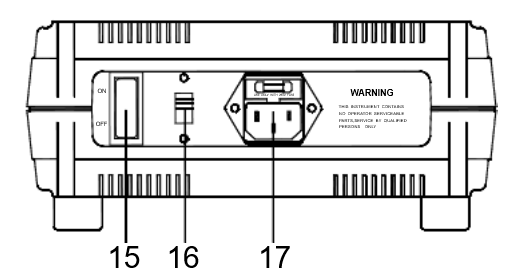 ON
OFF
WARNING
THIS INSTRUMENT CONTAINS
NO OPERATOR SERVICEABLE
PARTS,SERVICE BY QUALIFIED
PERSONS ONLY
15 16 17